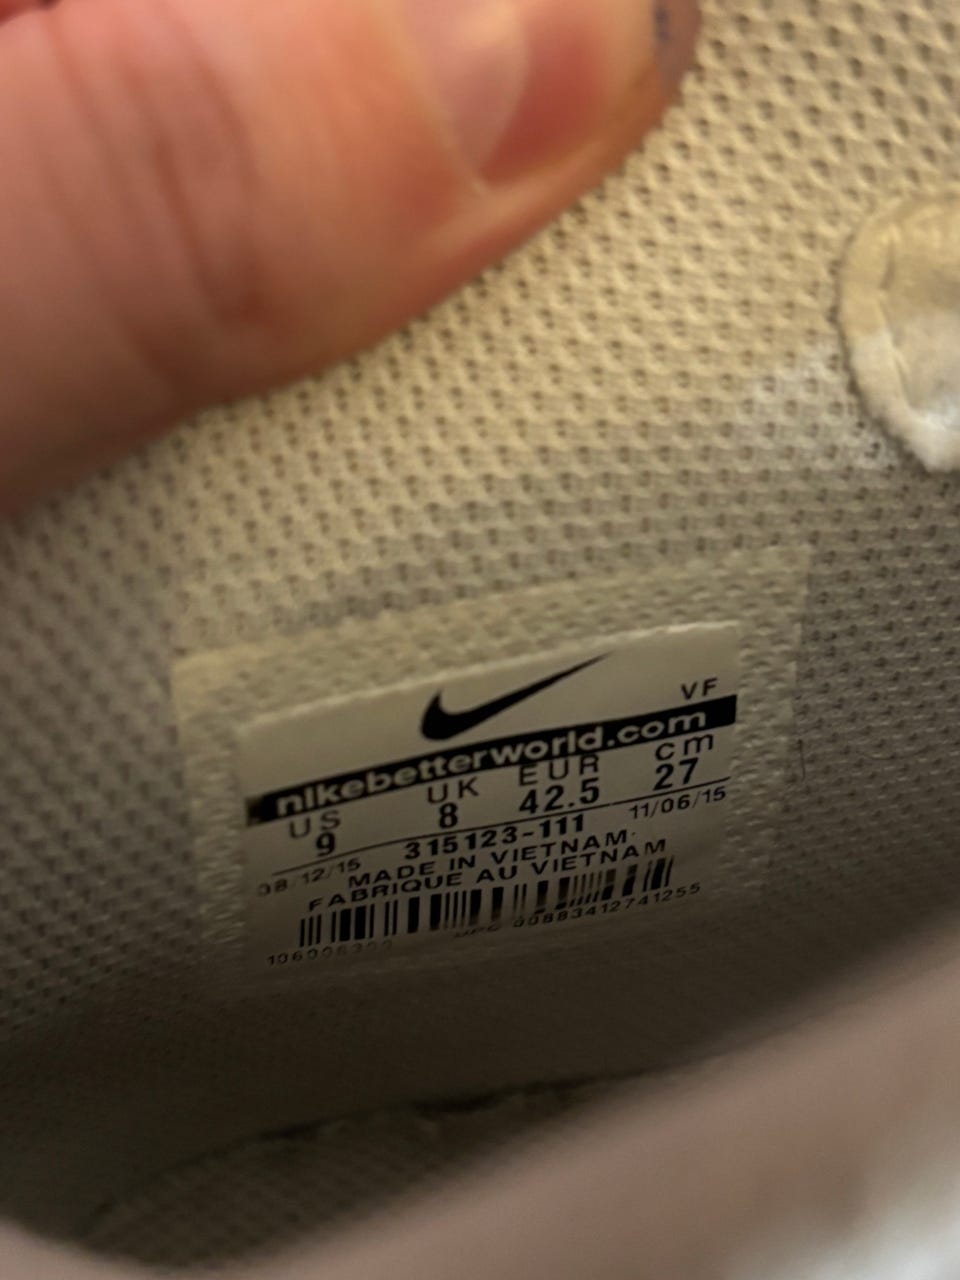 VF
nikebetterworld.com
US UK EUR cm
9 8 42.5 27
08/12/15 315123-111 11/06/15
MADE IN VIETNAM
FABRIQUE AU VIETNAM
00883412741255